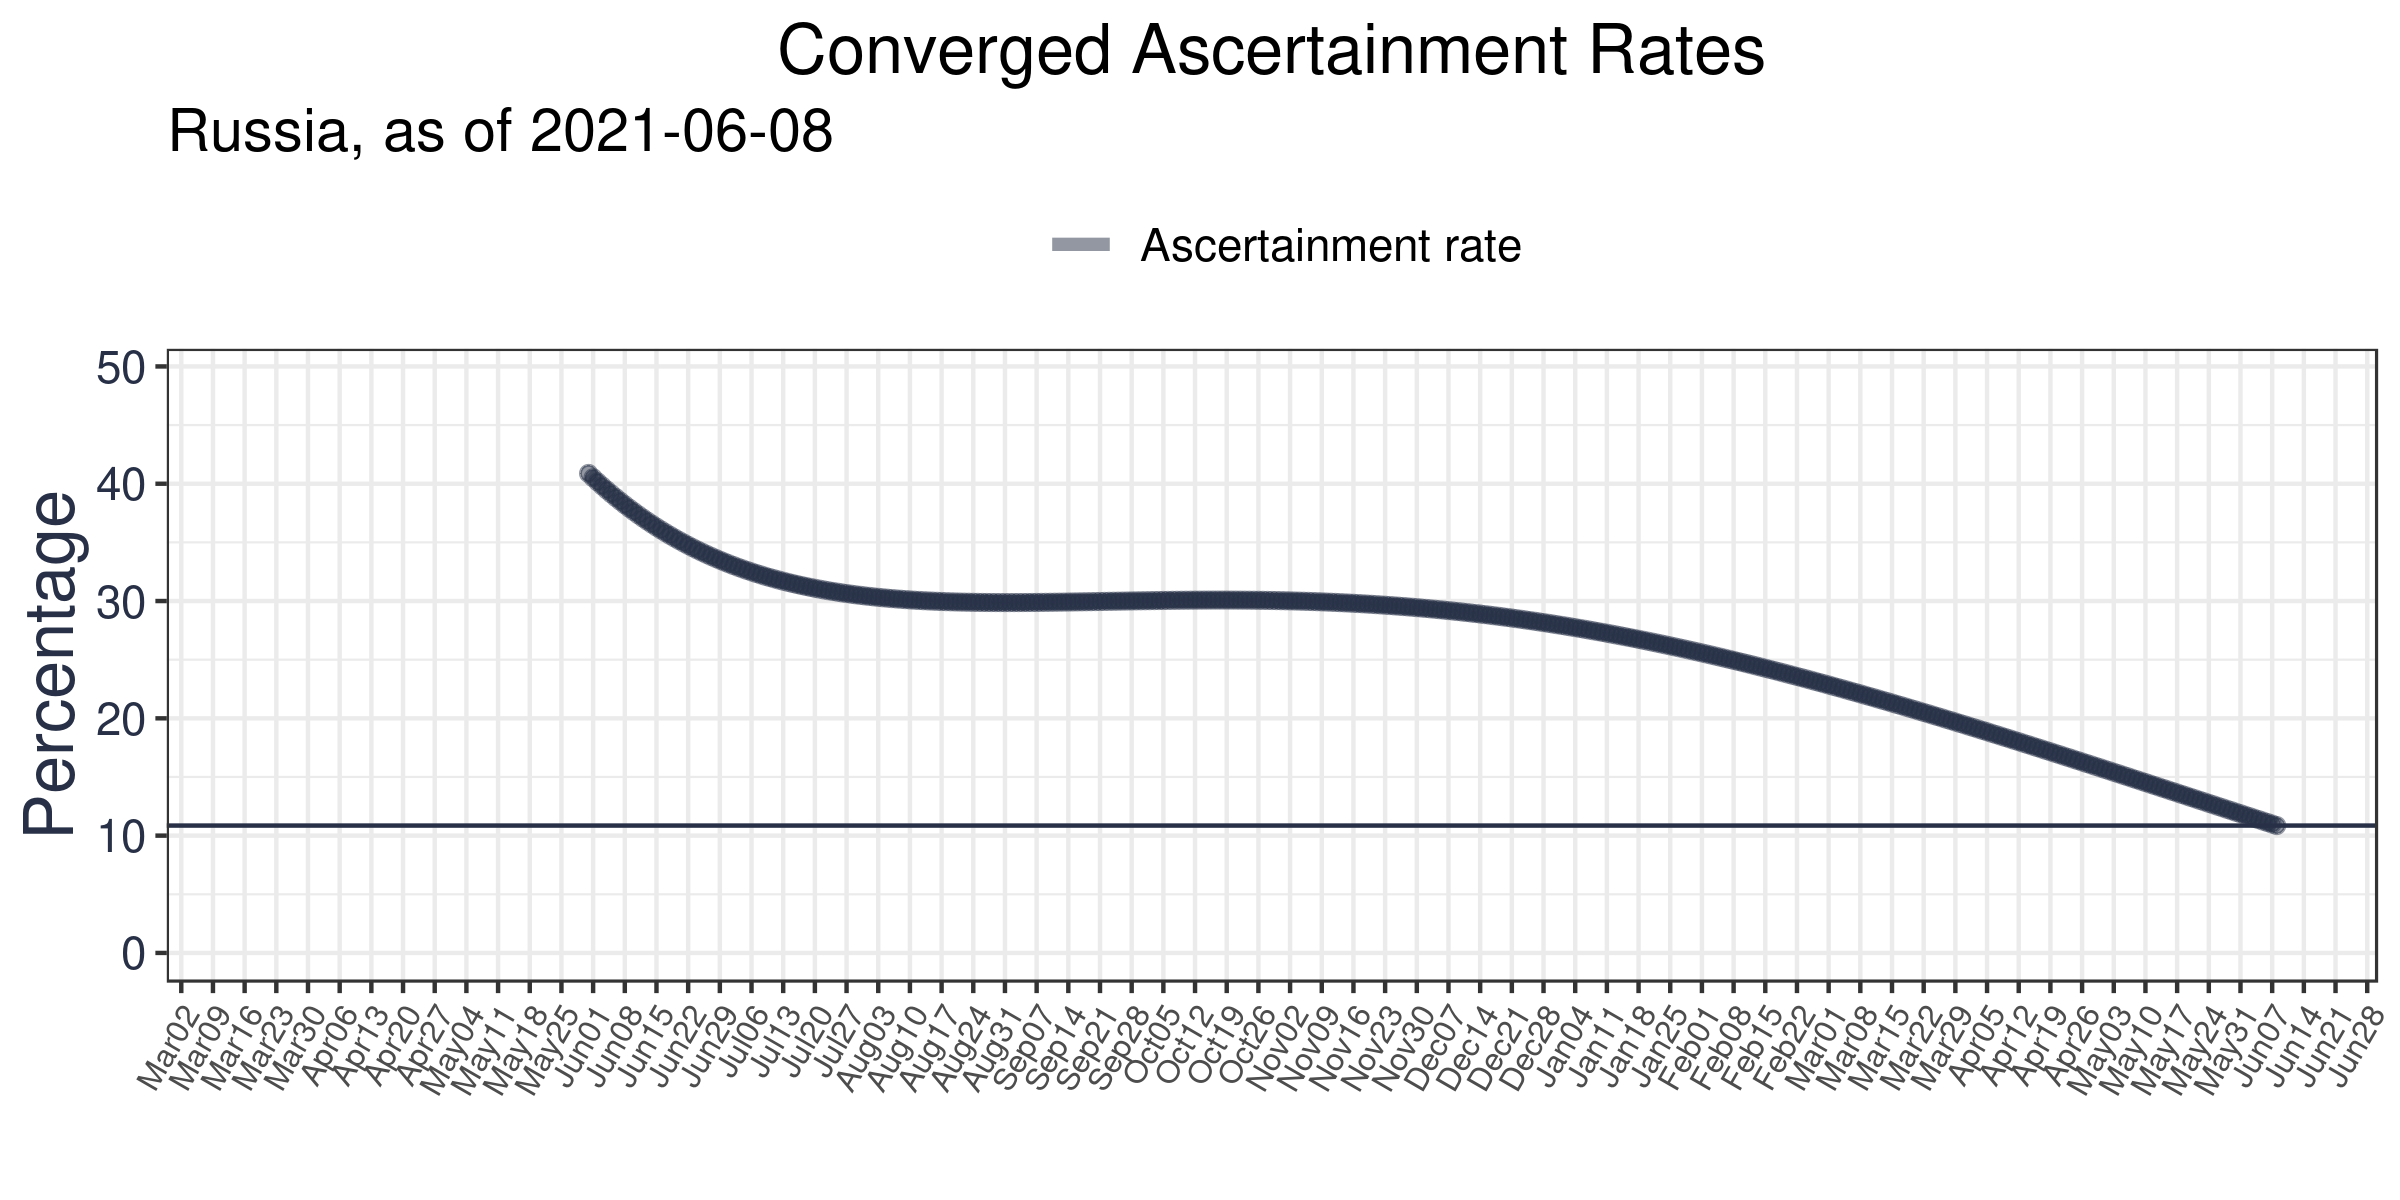 Converged Ascertainment Rates
Russia, as of 2021-06-08
Ascertainment rate
Percentage
50
40
30
20
10
0
Mar02 Mar09 Mar16 Mar23 Mar30 Apr06 Apr13 Apr20 Apr27 May04 May11 May18 May25 Jun01 Jun08 Jun15 Jun22 Jun29 Jul06 Jul13 Jul20 Jul27 Aug03 Aug10 Aug17 Aug24 Aug31 Sep07 Sep14 Sep21 Sep28 Oct05 Oct12 Oct19 Oct26 Nov02 Nov09 Nov16 Nov23 Nov30 Dec07 Dec14 Dec21 Dec28 Jan04 Jan11 Jan18 Jan25 Feb01 Feb08 Feb15 Feb22 Mar01 Mar08 Mar15 Mar22 Mar29 Apr05 Apr12 Apr19 Apr26 May03 May10 May17 May24 May31 Jun07 Jun14 Jun21 Jun28